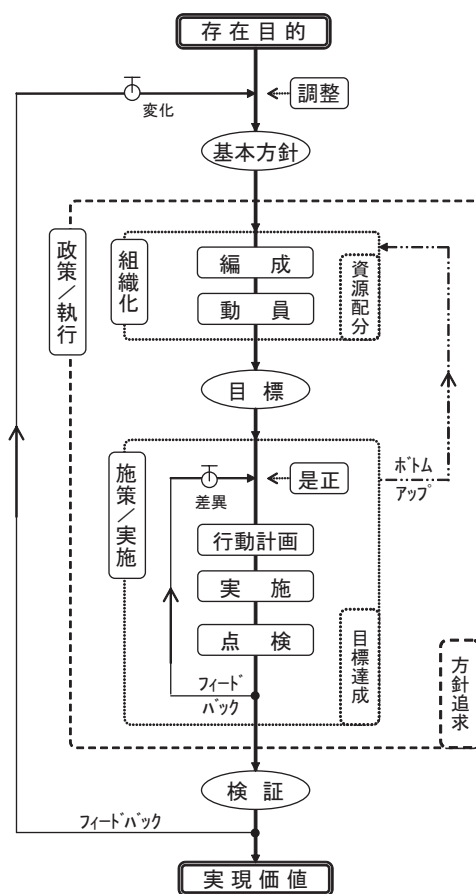 存在目的
調整
変化
基本方針
政策／執行
組織化
編成
資源配分
動員
目標
ボトム
アップ
施策／実施
是正
差異
行動計画
実施
点検
目標達成
方針追求
フィード
バック
検証
フィードバック
実現価値